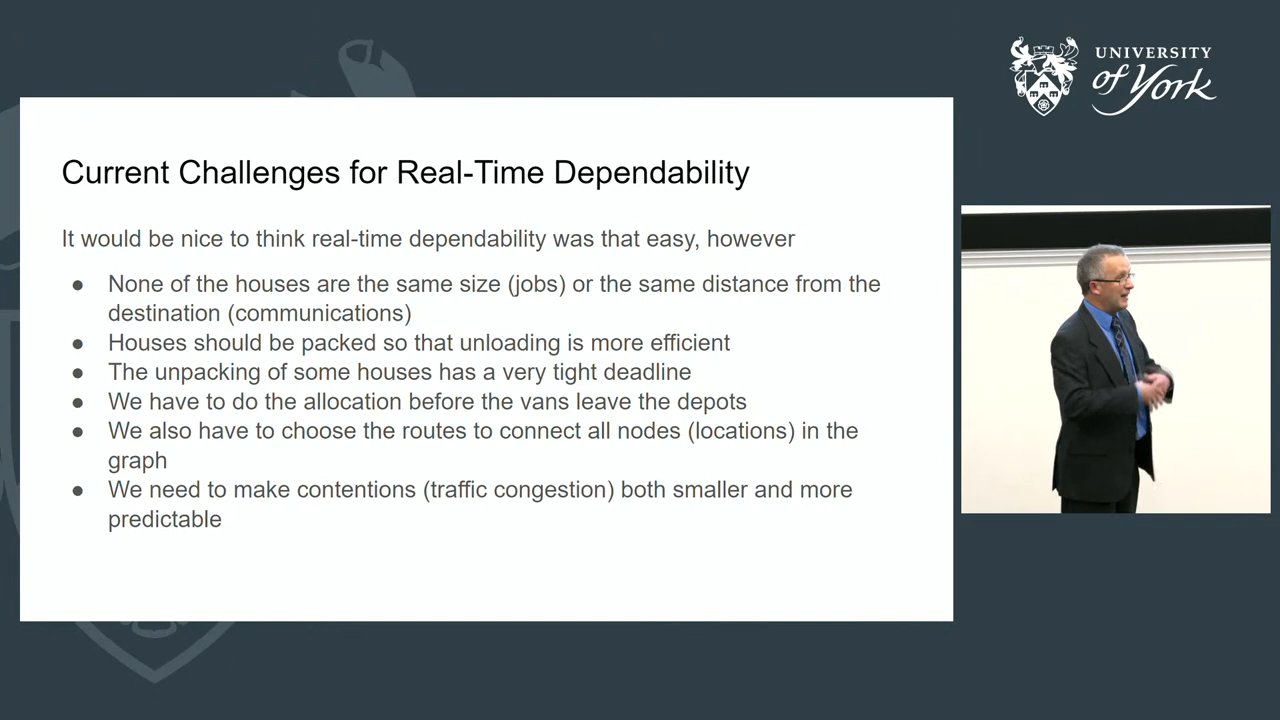 UNIVERSITY
of York
Current Challenges for Real-Time Dependability
It would be nice to think real-time dependability was that easy, however
● None of the houses are the same size (jobs) or the same distance from the
destination (communications)
● Houses should be packed so that unloading is more efficient
● The unpacking of some houses has a very tight deadline
● We have to do the allocation before the vans leave the depots
● We also have to choose the routes to connect all nodes (locations) in the
graph
● We need to make contentions (traffic congestion) both smaller and more
predictable